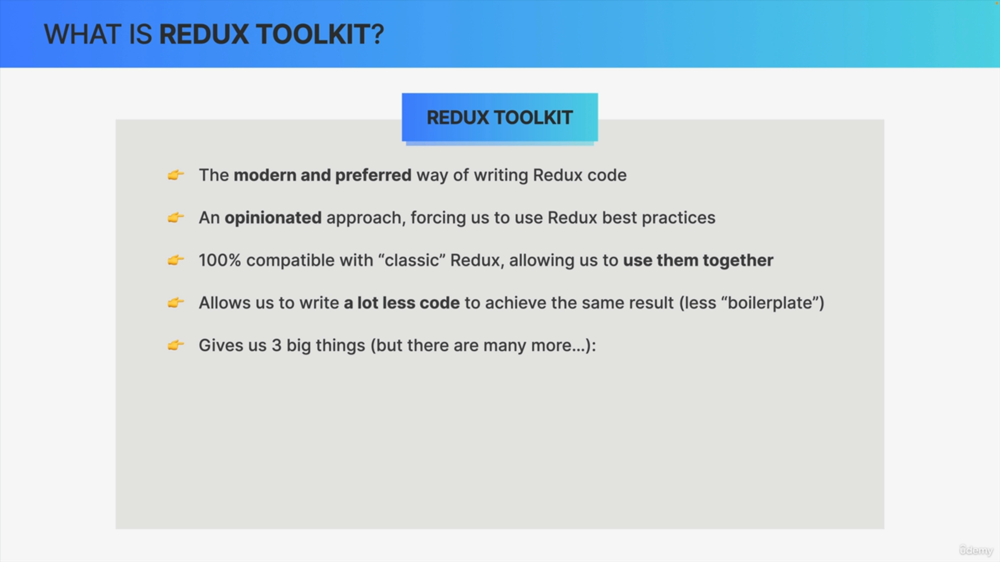 WHAT IS REDUX TOOLKIT?
REDUX TOOLKIT
👉 The modern and preferred way of writing Redux code
👉 An opinionated approach, forcing us to use Redux best practices
👉 100% compatible with “classic” Redux, allowing us to use them together
👉 Allows us to write a lot less code to achieve the same result (less “boilerplate”)
👉 Gives us 3 big things (but there are many more…):
ûdemy